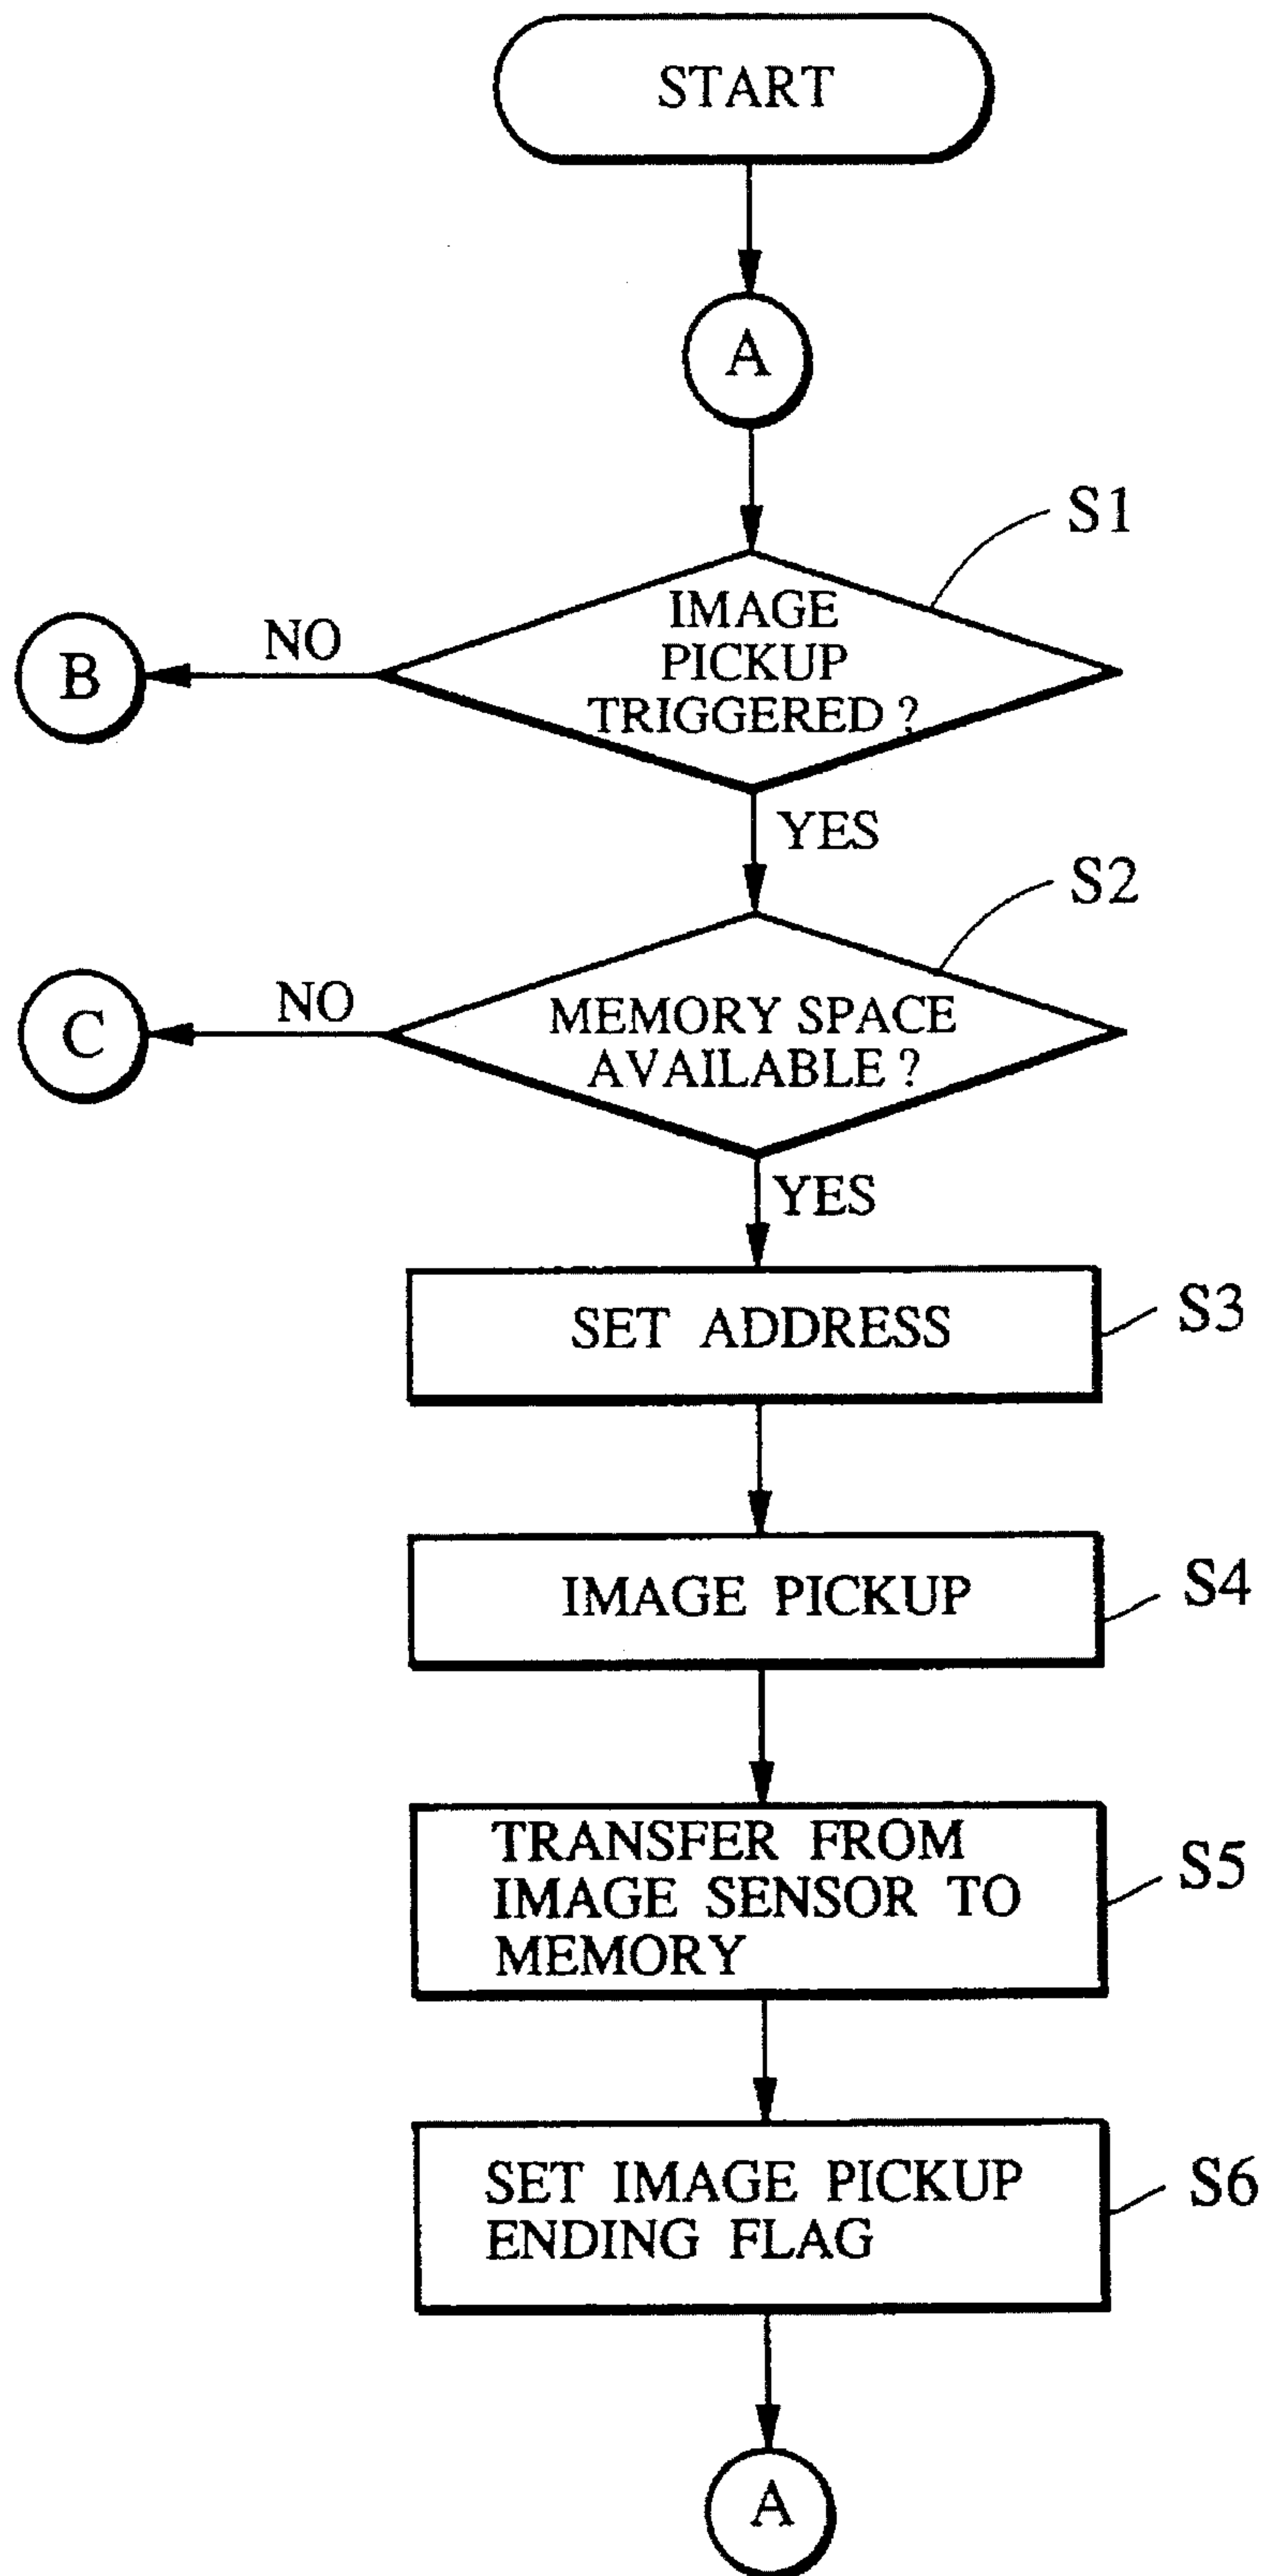 START
A
S1
IMAGE
PICKUP
TRIGGERED ?
NO
B
YES
S2
MEMORY SPACE
AVAILABLE ?
NO
C
YES
SET ADDRESS
S3
IMAGE PICKUP
S4
TRANSFER FROM
IMAGE SENSOR TO
MEMORY
S5
SET IMAGE PICKUP
ENDING FLAG
S6
A